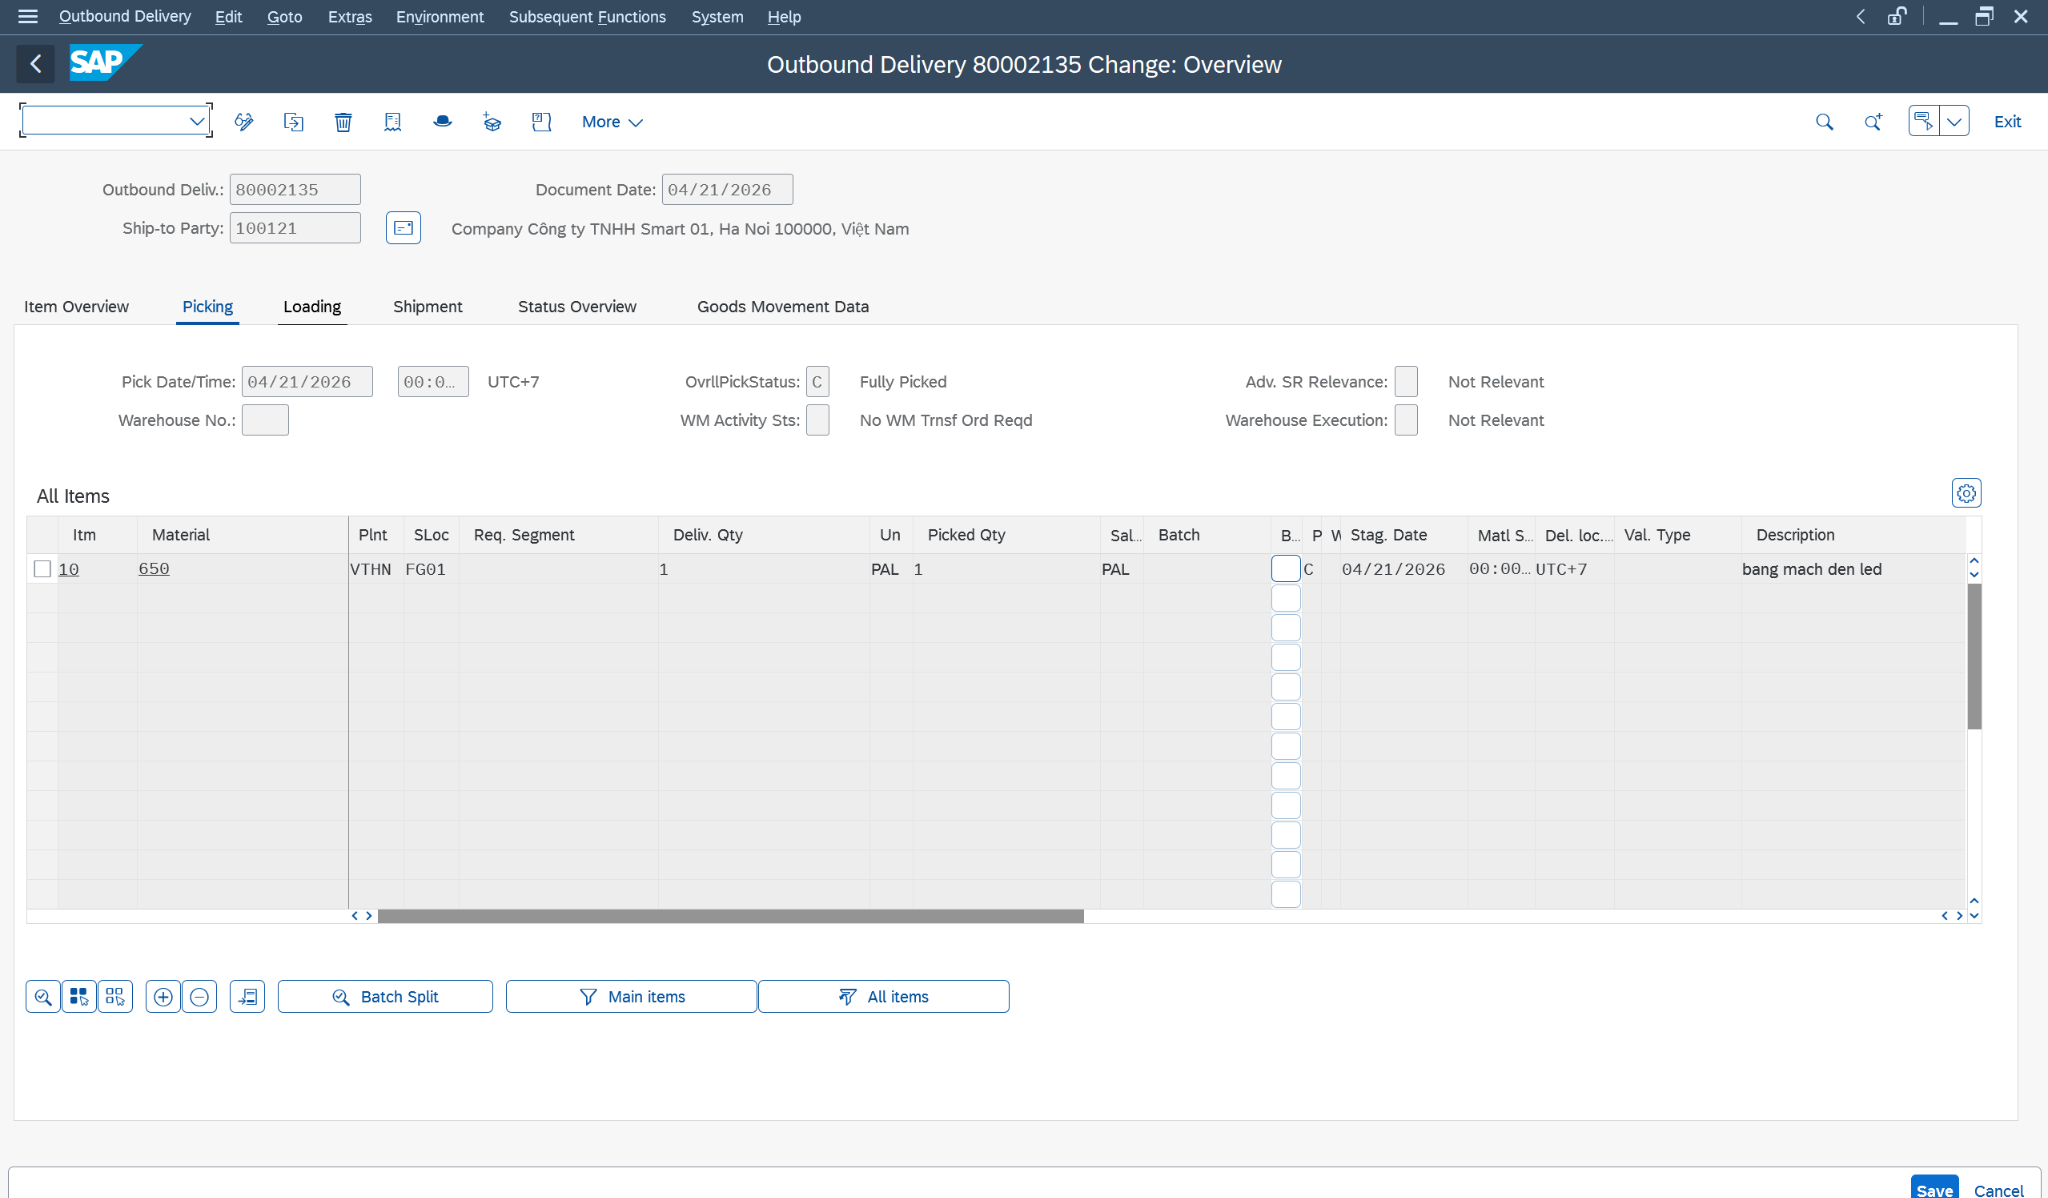 Outbound Delivery Edit Goto Extras Environment Subsequent Functions System Help
SAP Outbound Delivery 80002135 Change: Overview
More Exit
Outbound Deliv.: 80002135 Document Date: 04/21/2026
Ship-to Party: 100121 Company Công ty TNHH Smart 01, Ha Noi 100000, Việt Nam
Item Overview Picking Loading Shipment Status Overview Goods Movement Data
Pick Date/Time: 04/21/2026 00:0... UTC+7 OvrllPickStatus: C Fully Picked Adv. SR Relevance: Not Relevant
Warehouse No.: WM Activity Sts: No WM Trnsf Ord Reqd Warehouse Execution: Not Relevant
All Items
Itm Material Plnt SLoc Req. Segment Deliv. Qty Un Picked Qty Sal... Batch B... P W Stag. Date Matl S... Del. loc.... Val. Type Description
10 650 VTHN FG01 1 PAL 1 PAL C 04/21/2026 00:00... UTC+7 bang mach den led
Batch Split Main items All items
Save Cancel